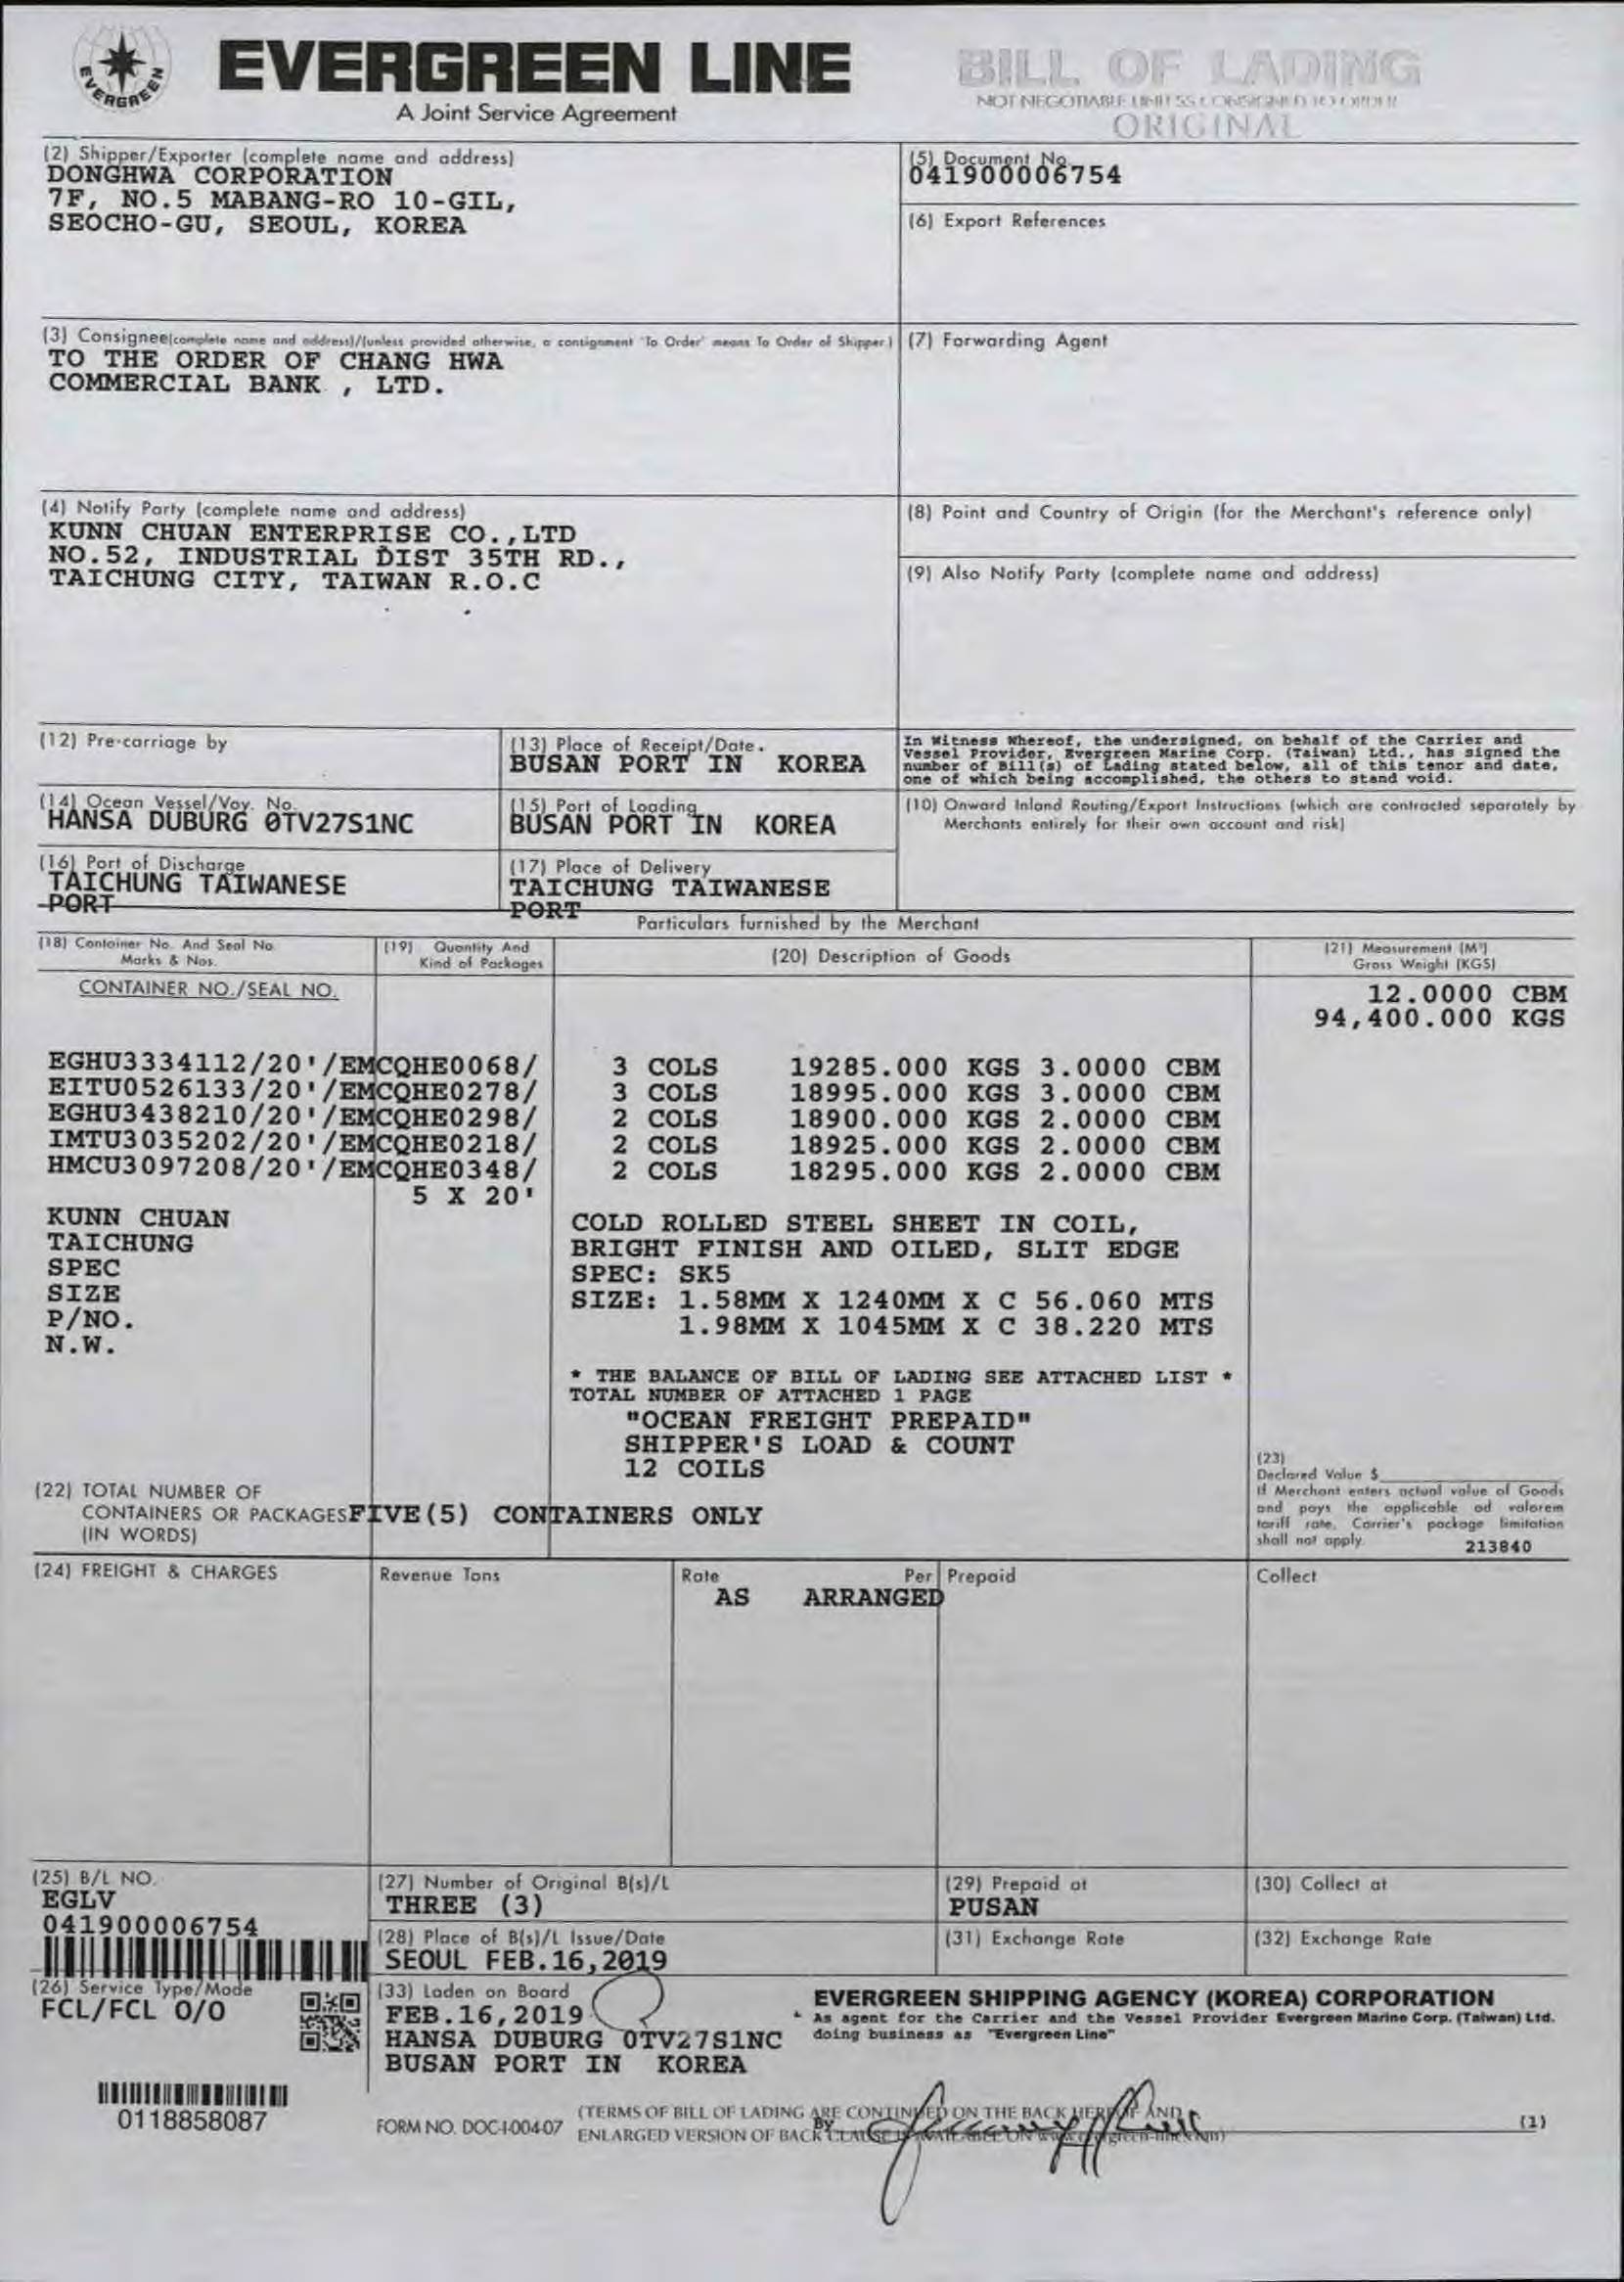 EVERGREEN
EVERGREEN LINE
A Joint Service Agreement
BILL OF LADING
NOT NEGOTIABLE UNLESS CONSIGNED TO ORDER
ORIGINAL
(2) Shipper/Exporter (complete name and address)
DONGHWA CORPORATION
7F, NO.5 MABANG-RO 10-GIL,
SEOCHO-GU, SEOUL, KOREA
(5) Document No.
041900006754
(6) Export References
(3) Consignee(complete name and address)/(unless provided otherwise, a consignment 'To Order' means To Order of Shipper.)
TO THE ORDER OF CHANG HWA
COMMERCIAL BANK , LTD.
(7) Forwarding Agent
(4) Notify Party (complete name and address)
KUNN CHUAN ENTERPRISE CO.,LTD
NO.52, INDUSTRIAL DIST 35TH RD.,
TAICHUNG CITY, TAIWAN R.O.C
(8) Point and Country of Origin (for the Merchant's reference only)
(9) Also Notify Party (complete name and address)
(12) Pre-carriage by
(13) Place of Receipt/Date
BUSAN PORT IN KOREA
In Witness Whereof, the undersigned, on behalf of the Carrier and
Vessel Provider, Evergreen Marine Corp. (Taiwan) Ltd., has signed the
number of Bill(s) of Lading stated below, all of this tenor and date,
one of which being accomplished, the others to stand void.
(14) Ocean Vessel/Voy. No.
HANSA DUBURG 0TV27S1NC
(15) Port of Loading
BUSAN PORT IN KOREA
(10) Onward Inland Routing/Export Instructions (which are contracted separately by
Merchants entirely for their own account and risk)
(16) Port of Discharge
TAICHUNG TAIWANESE
PORT
(17) Place of Delivery
TAICHUNG TAIWANESE
PORT
Particulars furnished by the Merchant
(18) Container No. And Seal No.
Marks & Nos.
(19) Quantity And
Kind of Packages
(20) Description of Goods
(21) Measurement (M³)
Gross Weight (KGS)
CONTAINER NO./SEAL NO.
12.0000 CBM
94,400.000 KGS
EGHU3334112/20'/EMCQHE0068/ 3 COLS 19285.000 KGS 3.0000 CBM
EITU0526133/20'/EMCQHE0278/ 3 COLS 18995.000 KGS 3.0000 CBM
EGHU3438210/20'/EMCQHE0298/ 2 COLS 18900.000 KGS 2.0000 CBM
IMTU3035202/20'/EMCQHE0218/ 2 COLS 18925.000 KGS 2.0000 CBM
HMCU3097208/20'/EMCQHE0348/ 2 COLS 18295.000 KGS 2.0000 CBM
5 X 20'
KUNN CHUAN
TAICHUNG
SPEC
SIZE
P/NO.
N.W.
COLD ROLLED STEEL SHEET IN COIL,
BRIGHT FINISH AND OILED, SLIT EDGE
SPEC: SK5
SIZE: 1.58MM X 1240MM X C 56.060 MTS
1.98MM X 1045MM X C 38.220 MTS
* THE BALANCE OF BILL OF LADING SEE ATTACHED LIST *
TOTAL NUMBER OF ATTACHED 1 PAGE
"OCEAN FREIGHT PREPAID"
SHIPPER'S LOAD & COUNT
12 COILS
(22) TOTAL NUMBER OF
CONTAINERS OR PACKAGES FIVE(5) CONTAINERS ONLY
(IN WORDS)
(23)
Declared Value $
If Merchant enters actual value of Goods
and pays the applicable ad valorem
tariff rate, Carrier's package limitation
shall not apply. 213840
(24) FREIGHT & CHARGES
Revenue Tons
Rate Per
AS ARRANGED
Prepaid
Collect
(25) B/L NO.
EGLV
041900006754
(27) Number of Original B(s)/L
THREE (3)
(29) Prepaid at
PUSAN
(30) Collect at
(28) Place of B(s)/L Issue/Date
SEOUL FEB.16,2019
(31) Exchange Rate
(32) Exchange Rate
(26) Service Type/Mode
FCL/FCL O/O
(33) Laden on Board
FEB.16,2019
HANSA DUBURG 0TV27S1NC
BUSAN PORT IN KOREA
EVERGREEN SHIPPING AGENCY (KOREA) CORPORATION
As agent for the Carrier and the Vessel Provider Evergreen Marine Corp. (Taiwan) Ltd.
doing business as "Evergreen Line"
0118858087
FORM NO. DOC-I-004-07
(TERMS OF BILL OF LADING ARE CONTINUED ON THE BACK HEREOF AND
ENLARGED VERSION OF BACK CLAUSE IS AVAILABLE ON www.evergreen-line.com)
By
(1)